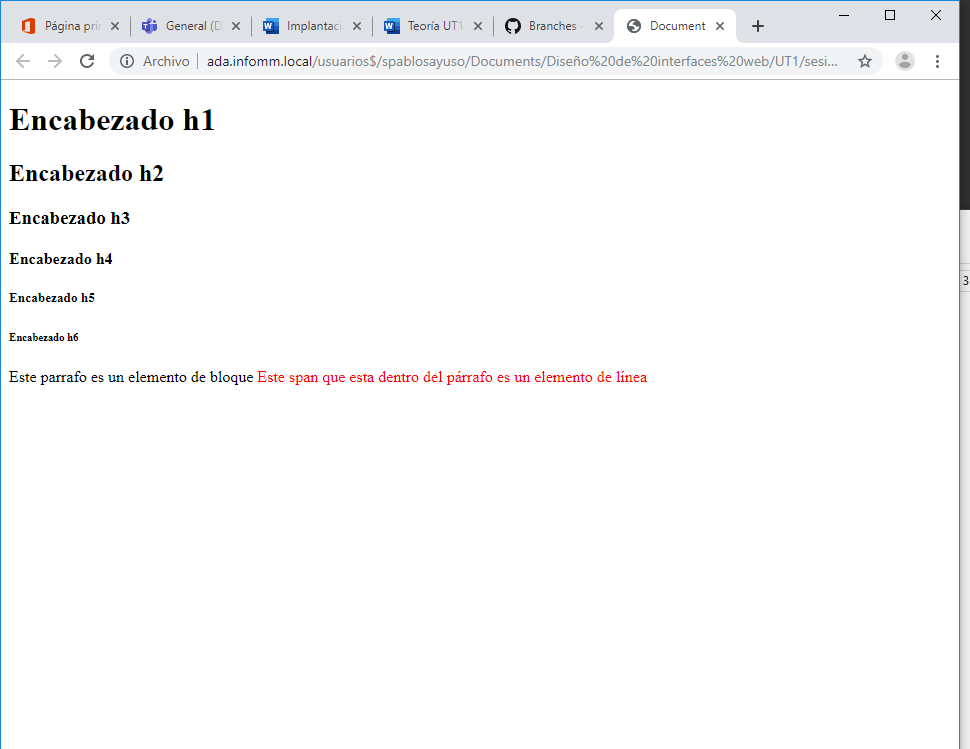 Página prin
General (D
Implantaci
Teoría UT1
Branches
Document
Archivo
ada.infomm.local/usuarios$/spablosayuso/Documents/Diseño%20de%20interfaces%20web/UT1/sesi...
Encabezado h1
Encabezado h2
Encabezado h3
3
Encabezado h4
Encabezado h5
Encabezado h6
Este parrafo es un elemento de bloque Este span que esta dentro del párrafo es un elemento de línea